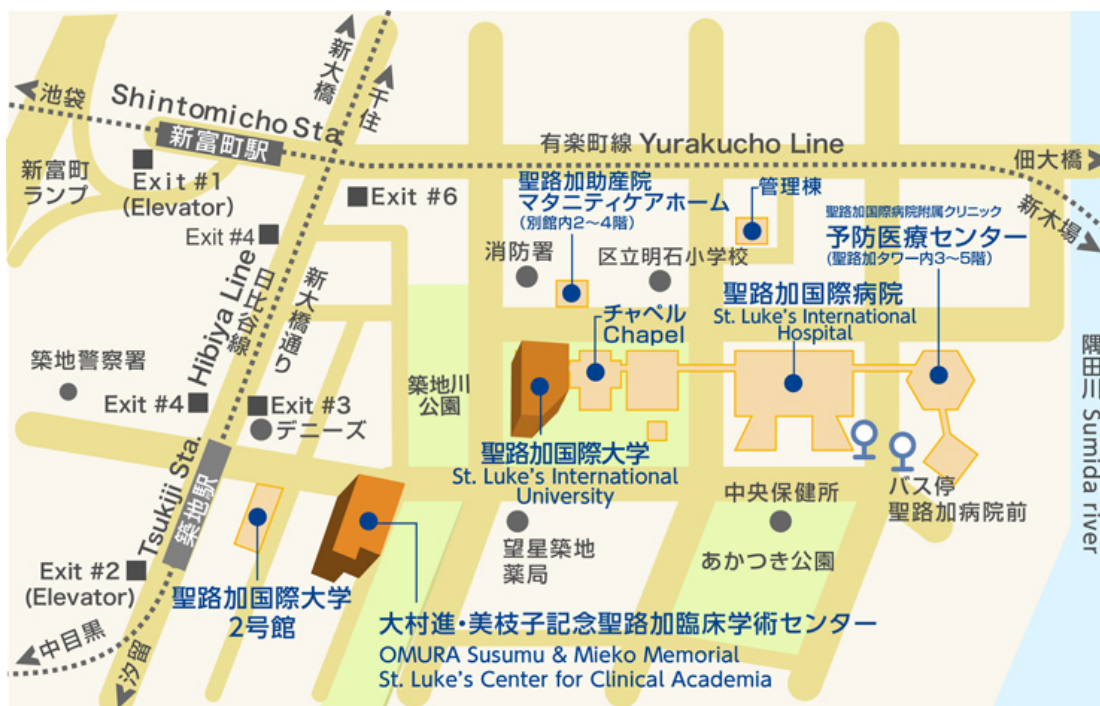 新大橋
千住
池袋
Shintomicho Sta.
新富町駅
有楽町線 Yurakucho Line
佃大橋
新木場
新富町
ランプ
Exit #1
(Elevator)
Exit #6
Exit #4
聖路加助産院
マタニティケアホーム
(別館内2〜4階)
管理棟
聖路加国際病院附属クリニック
予防医療センター
(聖路加タワー内3〜5階)
消防署
区立明石小学校
Hibiya Line
日比谷線
新大橋通り
聖路加国際病院
St. Luke's International
Hospital
チャペル
Chapel
築地警察署
Exit #4
Exit #3
デニーズ
築地川
公園
隅田川 Sumida river
聖路加国際大学
St. Luke's International
University
中央保健所
バス停
聖路加病院前
Tsukiji Sta.
築地駅
望星築地
薬局
あかつき公園
Exit #2
(Elevator)
聖路加国際大学
2号館
大村進・美枝子記念聖路加臨床学術センター
OMURA Susumu & Mieko Memorial
St. Luke's Center for Clinical Academia
中目黒
汐留